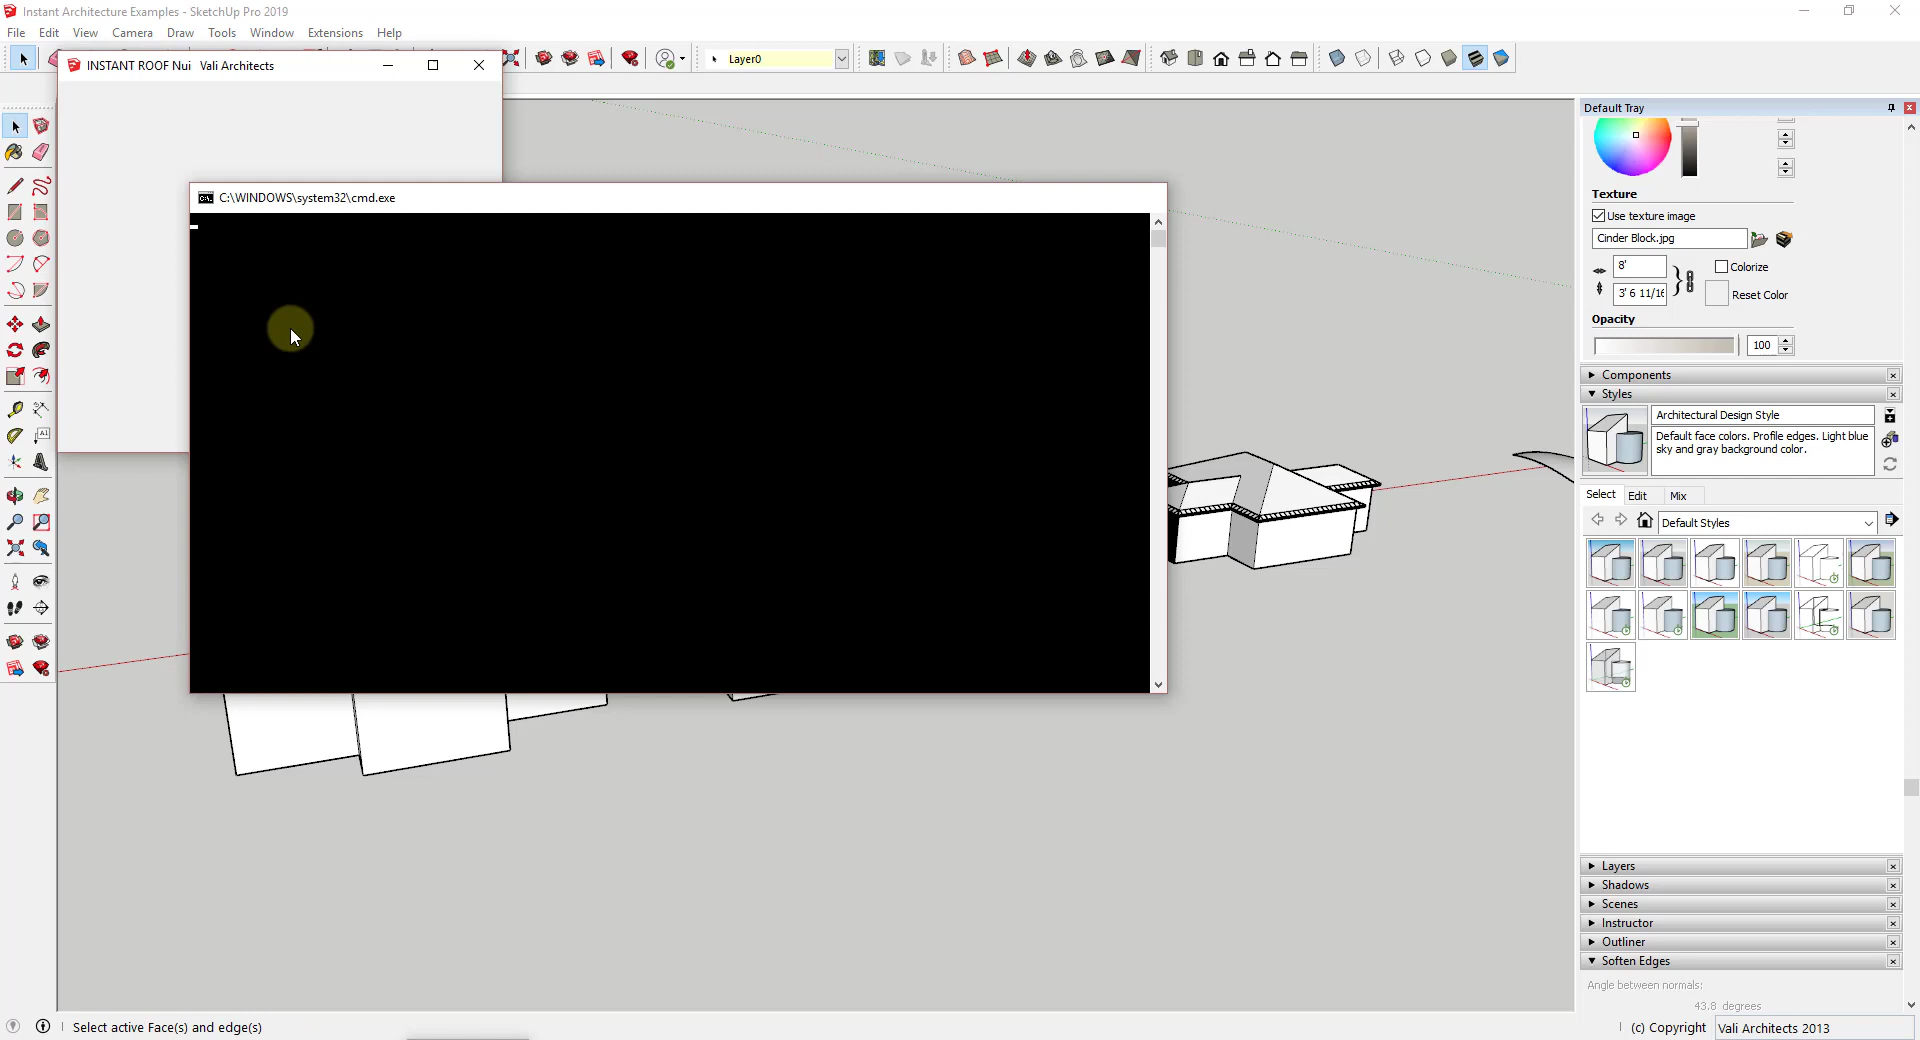 Instant Architecture Examples - SketchUp Pro 2019
File Edit View Camera Draw Tools Window Extensions Help
Layer0
INSTANT ROOF Nui Vali Architects
C:\WINDOWS\system32\cmd.exe
Default Tray
Texture
Use texture image
Cinder Block.jpg
8'
Colorize
3' 6 11/16
Reset Color
Opacity
100
Components
Styles
Architectural Design Style
Default face colors. Profile edges. Light blue
sky and gray background color.
Select Edit Mix
Default Styles
Layers
Shadows
Scenes
Instructor
Outliner
Soften Edges
Angle between normals:
43.8 degrees
Select active Face(s) and edge(s)
(c) Copyright Vali Architects 2013